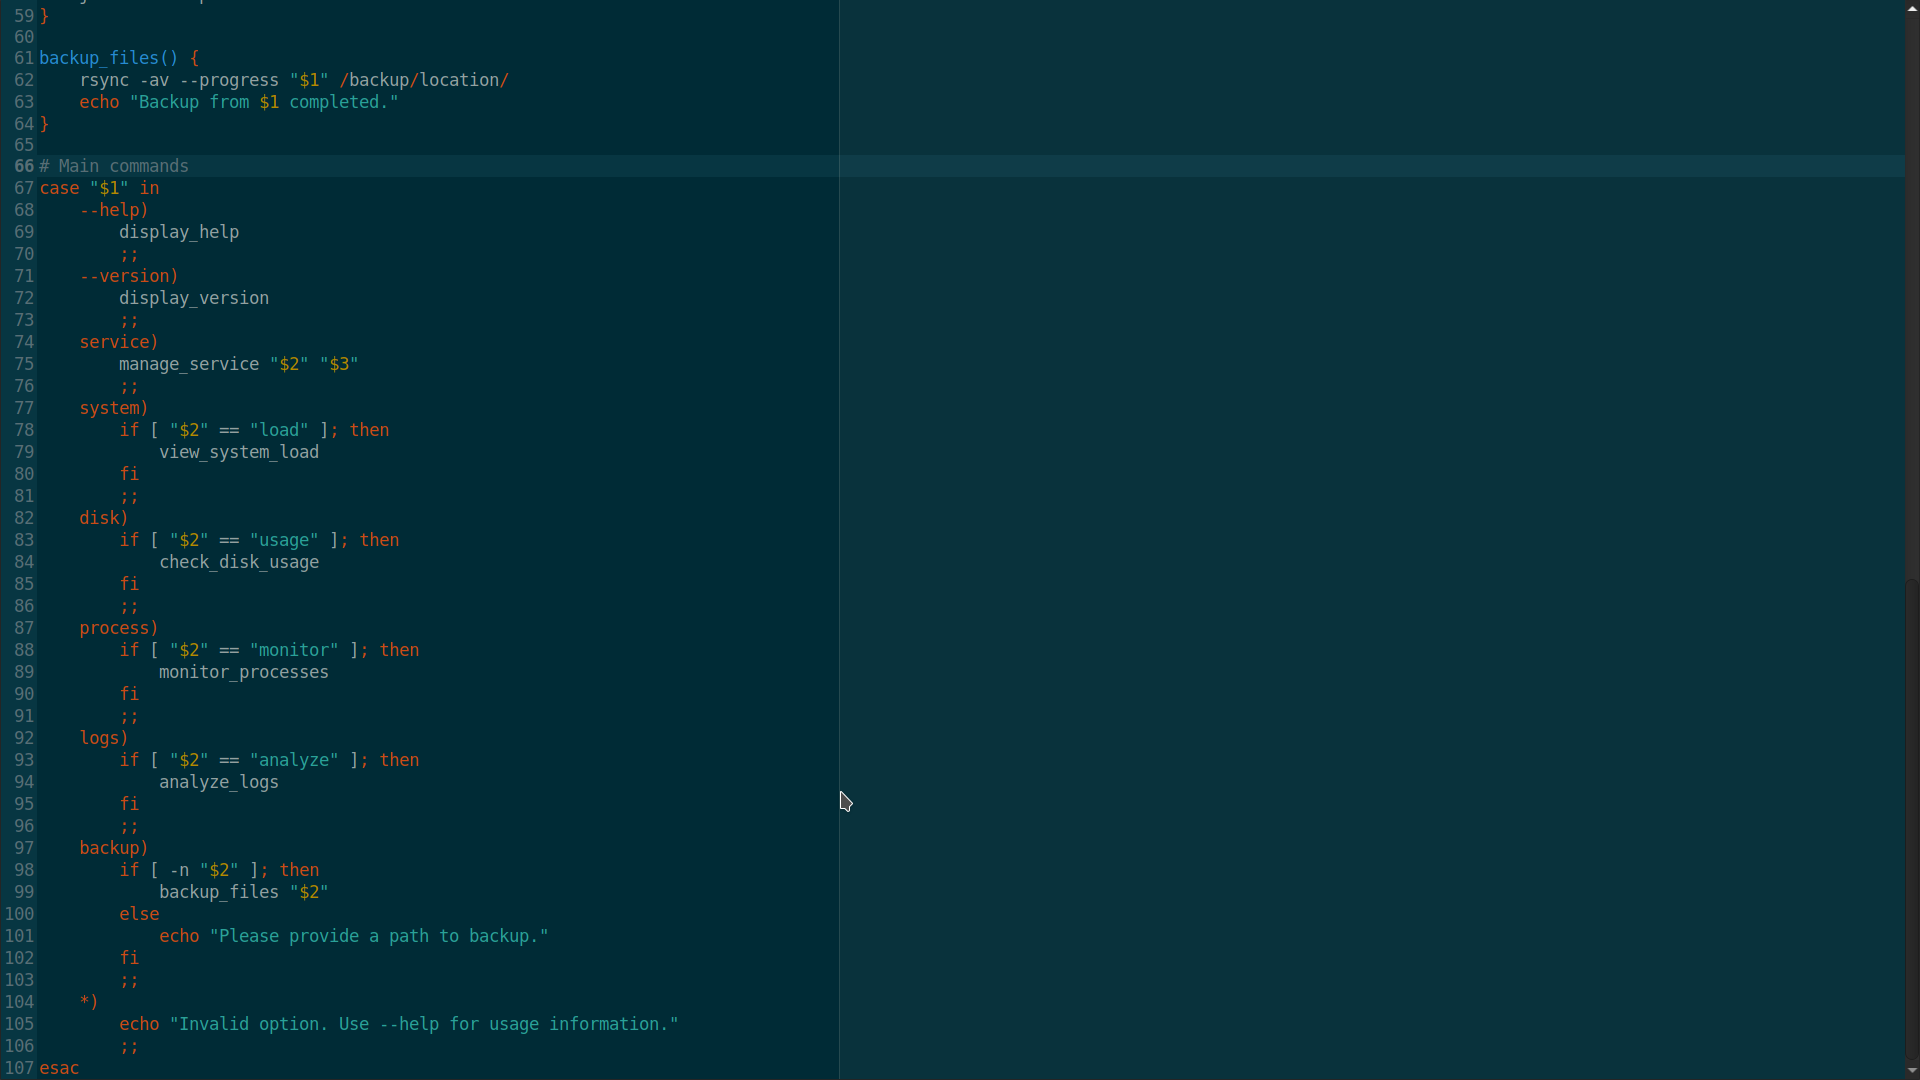 59 }
60
61 backup_files() {
62     rsync -av --progress "$1" /backup/location/
63     echo "Backup from $1 completed."
64 }
65
66 # Main commands
67 case "$1" in
68     --help)
69         display_help
70         ;;
71     --version)
72         display_version
73         ;;
74     service)
75         manage_service "$2" "$3"
76         ;;
77     system)
78         if [ "$2" == "load" ]; then
79             view_system_load
80         fi
81         ;;
82     disk)
83         if [ "$2" == "usage" ]; then
84             check_disk_usage
85         fi
86         ;;
87     process)
88         if [ "$2" == "monitor" ]; then
89             monitor_processes
90         fi
91         ;;
92     logs)
93         if [ "$2" == "analyze" ]; then
94             analyze_logs
95         fi
96         ;;
97     backup)
98         if [ -n "$2" ]; then
99             backup_files "$2"
100         else
101             echo "Please provide a path to backup."
102         fi
103         ;;
104     *)
105         echo "Invalid option. Use --help for usage information."
106         ;;
107 esac